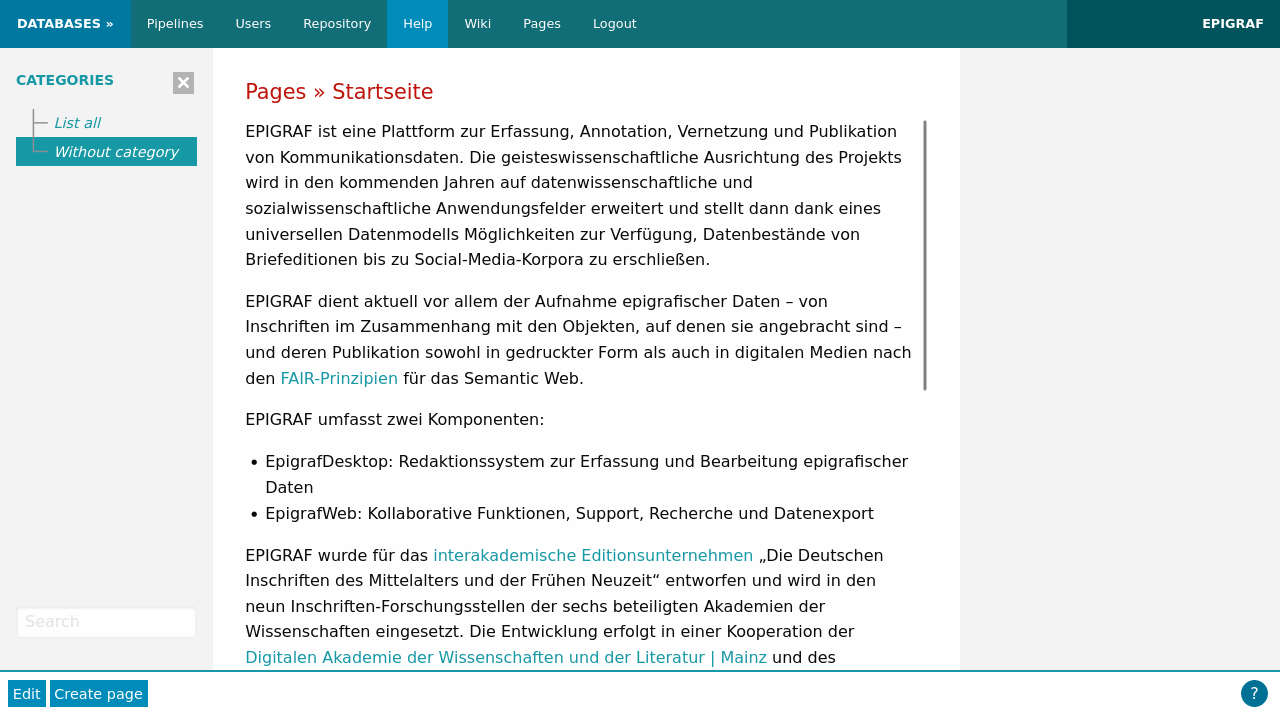 DATABASES » Pipelines Users Repository Help Wiki Pages Logout EPIGRAF
CATEGORIES
List all
Without category
Search
Pages » Startseite
EPIGRAF ist eine Plattform zur Erfassung, Annotation, Vernetzung und Publikation
von Kommunikationsdaten. Die geisteswissenschaftliche Ausrichtung des Projekts
wird in den kommenden Jahren auf datenwissenschaftliche und
sozialwissenschaftliche Anwendungsfelder erweitert und stellt dann dank eines
universellen Datenmodells Möglichkeiten zur Verfügung, Datenbestände von
Briefeditionen bis zu Social-Media-Korpora zu erschließen.
EPIGRAF dient aktuell vor allem der Aufnahme epigrafischer Daten – von
Inschriften im Zusammenhang mit den Objekten, auf denen sie angebracht sind –
und deren Publikation sowohl in gedruckter Form als auch in digitalen Medien nach
den FAIR-Prinzipien für das Semantic Web.
EPIGRAF umfasst zwei Komponenten:
• EpigrafDesktop: Redaktionssystem zur Erfassung und Bearbeitung epigrafischer
Daten
• EpigrafWeb: Kollaborative Funktionen, Support, Recherche und Datenexport
EPIGRAF wurde für das interakademische Editionsunternehmen „Die Deutschen
Inschriften des Mittelalters und der Frühen Neuzeit“ entworfen und wird in den
neun Inschriften-Forschungsstellen der sechs beteiligten Akademien der
Wissenschaften eingesetzt. Die Entwicklung erfolgt in einer Kooperation der
Digitalen Akademie der Wissenschaften und der Literatur | Mainz und des
Edit Create page ?